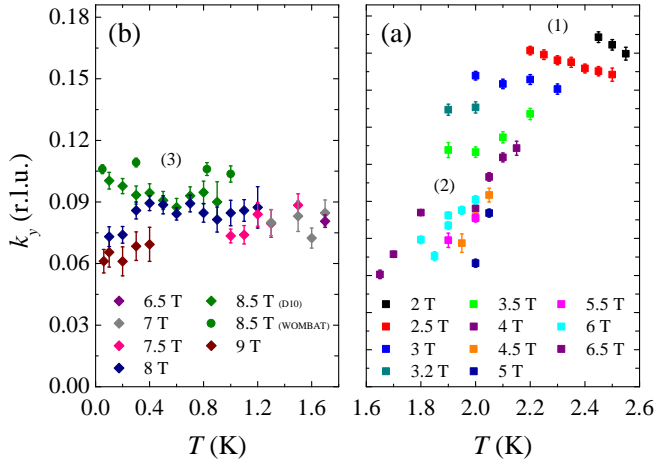 (b)
(a)
(1)
(3)
(2)
0.18
0.15
0.12
0.09
0.06
0.03
0.00
k_y (r.l.u.)
6.5 T
7 T
7.5 T
8 T
8.5 T (D10)
8.5 T (WOMBAT)
9 T
2 T
2.5 T
3 T
3.2 T
3.5 T
4 T
4.5 T
5 T
5.5 T
6 T
6.5 T
0.0 0.4 0.8 1.2 1.6
1.6 1.8 2.0 2.2 2.4 2.6
T (K)
T (K)